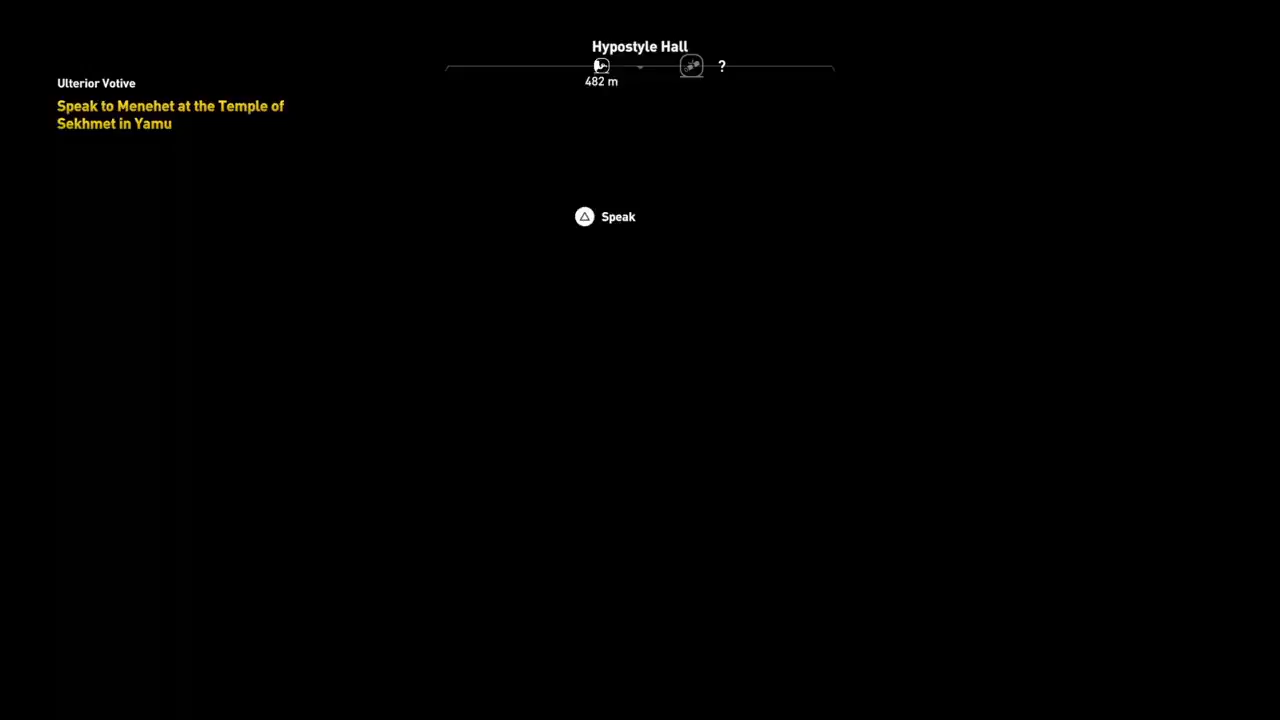 Hypostyle Hall
?
482 m
Ulterior Votive
Speak to Menehet at the Temple of
Sekhmet in Yamu
Speak